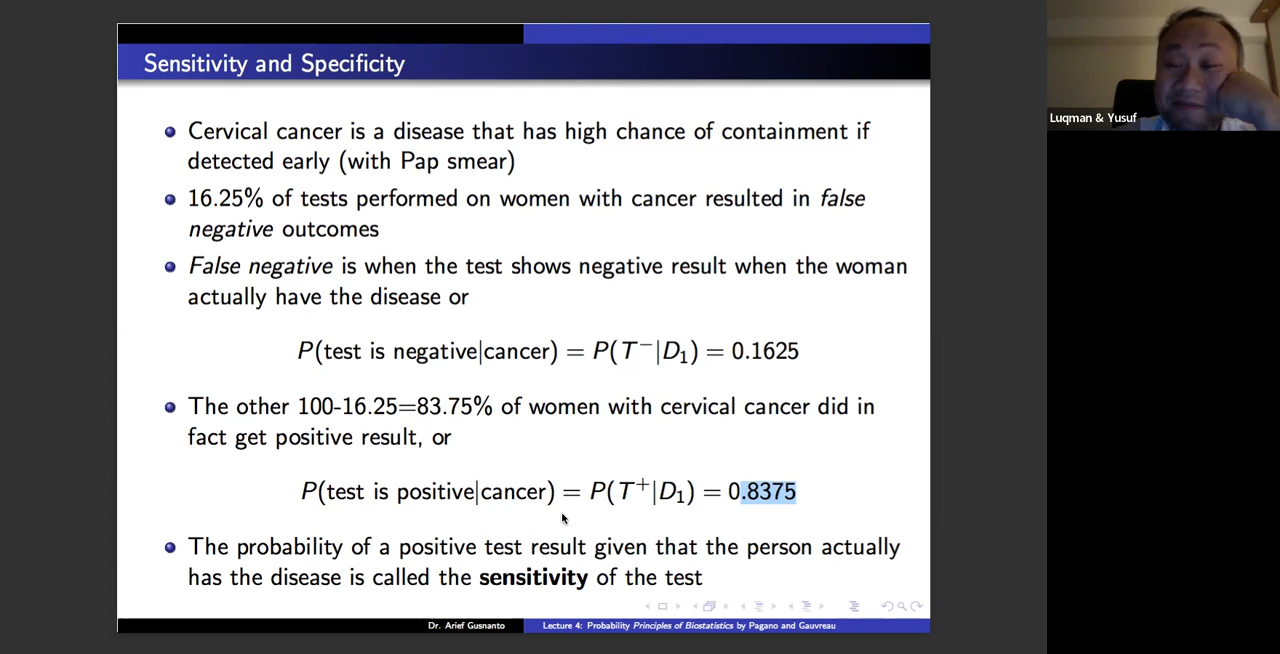 Sensitivity and Specificity
Cervical cancer is a disease that has high chance of containment if
detected early (with Pap smear)
16.25% of tests performed on women with cancer resulted in false
negative outcomes
False negative is when the test shows negative result when the woman
actually have the disease or
P(test is negative|cancer) = P(T⁻|D₁) = 0.1625
The other 100-16.25=83.75% of women with cervical cancer did in
fact get positive result, or
P(test is positive|cancer) = P(T⁺|D₁) = 0.8375
The probability of a positive test result given that the person actually
has the disease is called the sensitivity of the test
Dr. Arief Gusnanto
Lecture 4: Probability Principles of Biostatistics by Pagano and Gauvreau
Luqman & Yusuf